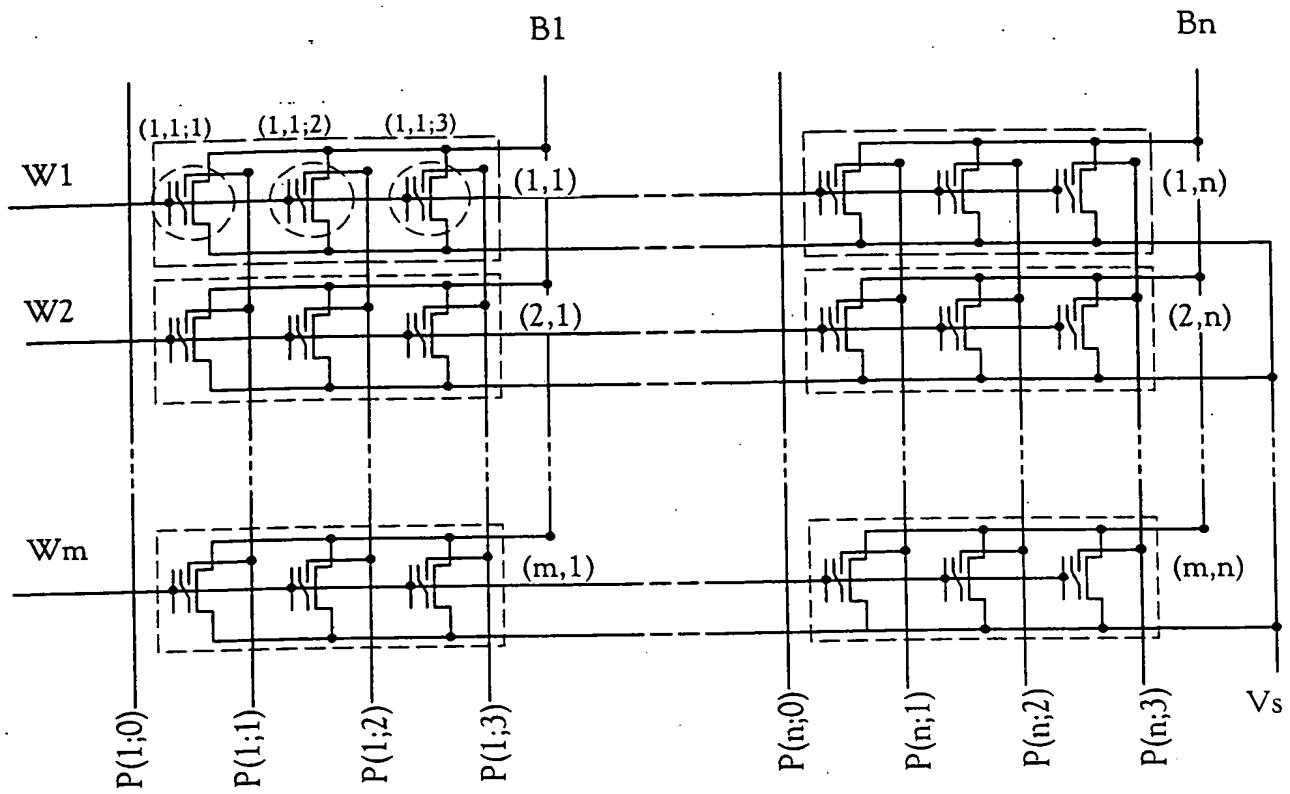 B1
Bn
(1,1;1)
(1,1;2)
(1,1;3)
W1
(1,1)
(1,n)
W2
(2,1)
(2,n)
Wm
(m,1)
(m,n)
P(1;0)
P(1;1)
P(1;2)
P(1;3)
P(n;0)
P(n;1)
P(n;2)
P(n;3)
Vs